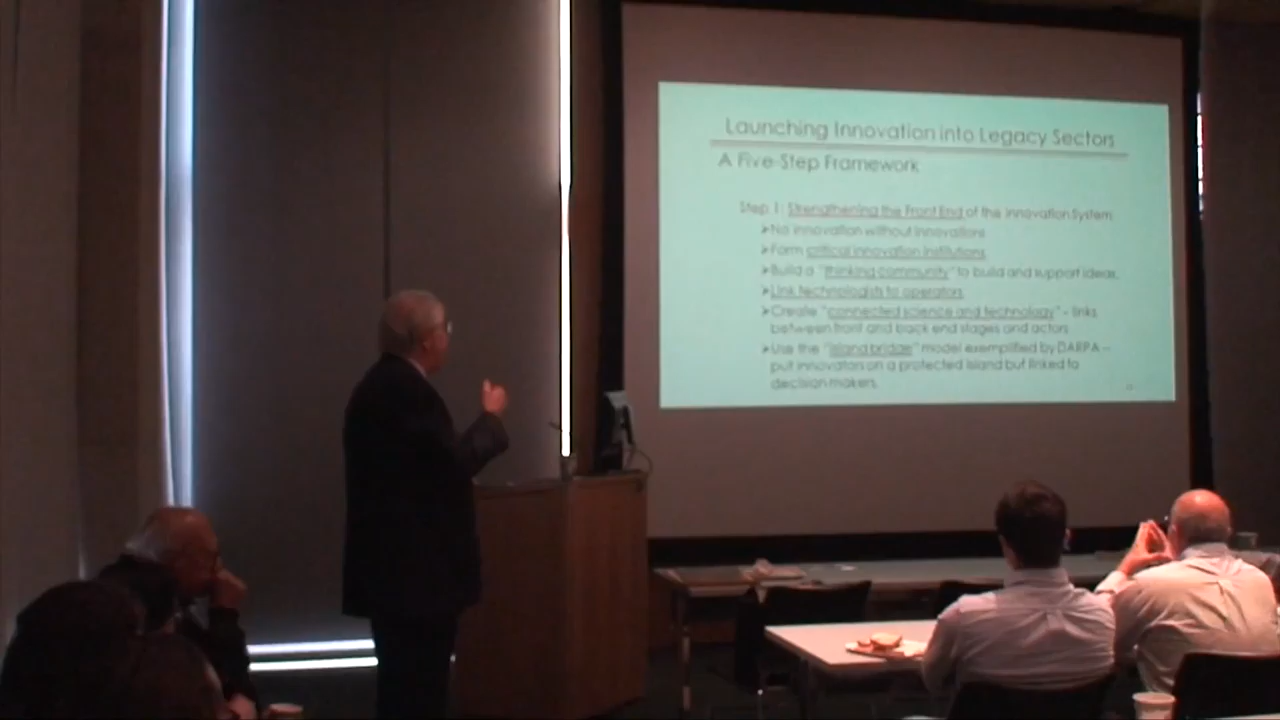 Launching Innovation into Legacy Sectors
A Five-Step Framework
Step 1: Strengthening the Front End of the Innovation System
➤No innovation without innovations
➤Form critical innovation institutions
➤Build a "thinking community" to build and support ideas.
➤Link technologists to operators
➤Create "connected science and technology" – links
between front and back end stages and actors
➤Use the "island bridge" model exemplified by DARPA –
put innovators on a protected island but linked to
decision makers.